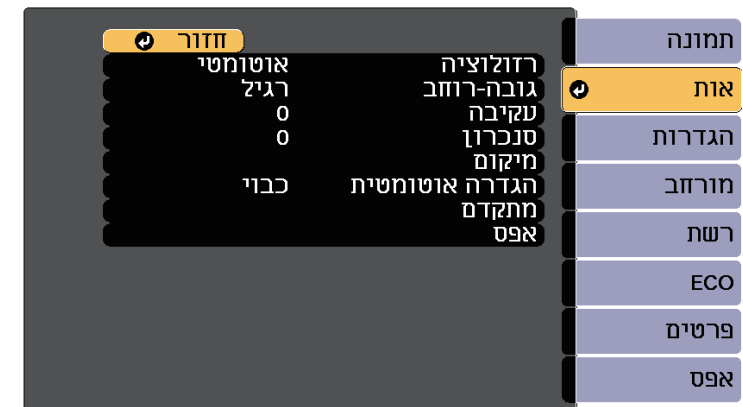 תמונה
אות
הגדרות
מורחב
רשת
ECO
פרטים
אפס
חזור
רזולוציה אוטומטי
גובה-רוחב רגיל
עקיבה 0
סנכרון 0
מיקום
הגדרה אוטומטית כבוי
מתקדם
אפס